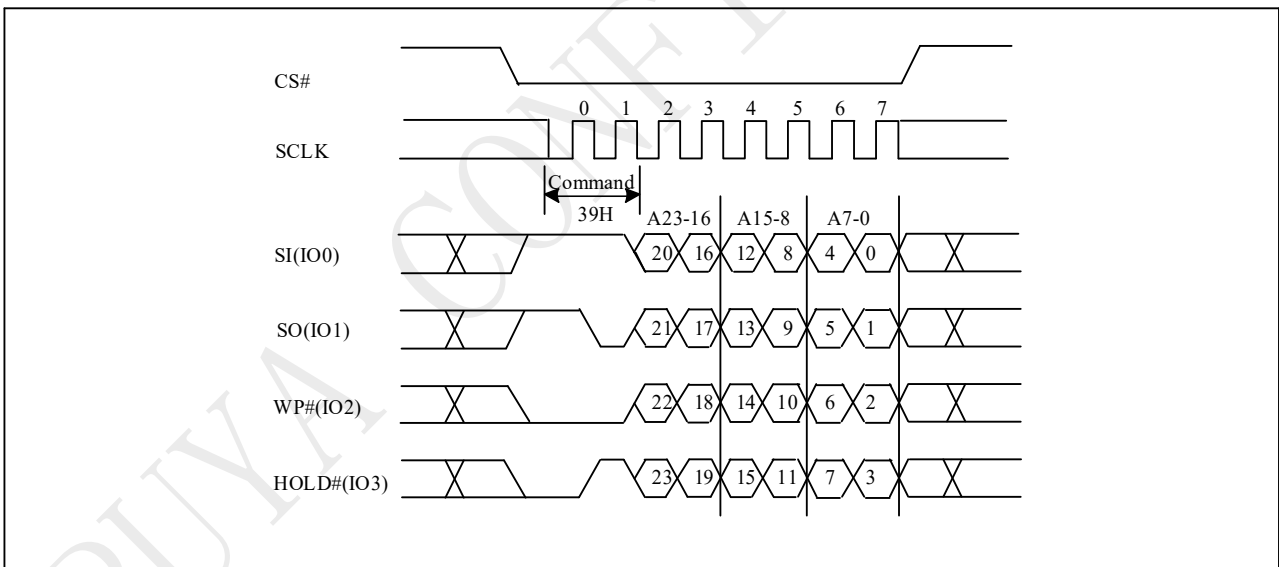 CS#
0 1 2 3 4 5 6 7
SCLK
Command
39H
A23-16 A15-8 A7-0
SI(IO0) 20 16 12 8 4 0
SO(IO1) 21 17 13 9 5 1
WP#(IO2) 22 18 14 10 6 2
HOLD#(IO3) 23 19 15 11 7 3